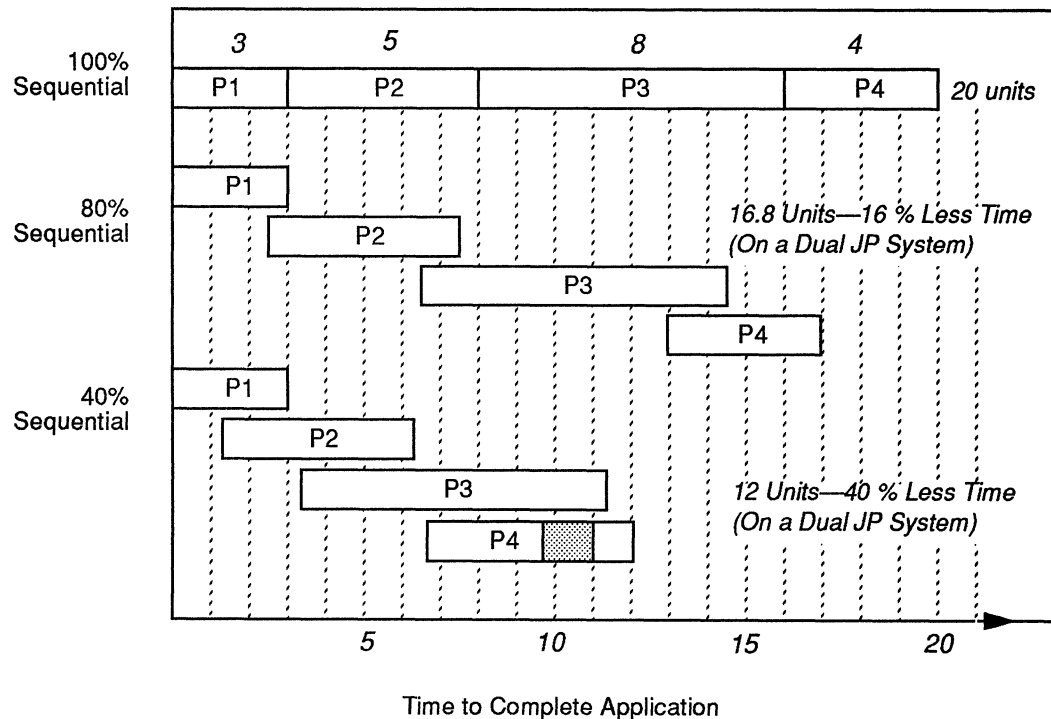 3 5 8 4
100%
Sequential
P1 P2 P3 P4 20 units
80%
Sequential
P1
16.8 Units—16 % Less Time
(On a Dual JP System)
P2
P3
P4
40%
Sequential
P1
P2
P3
12 Units—40 % Less Time
(On a Dual JP System)
P4
5 10 15 20
Time to Complete Application